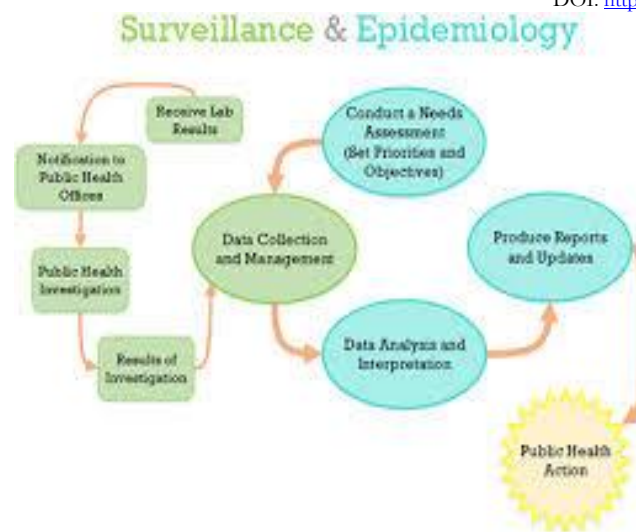 DOI: http
Surveillance & Epidemiology
Receive Lab
Results
Notification to
Public Health
Offices
Public Health
Investigation
Results of
Investigation
Conduct a Needs
Assessment
(Set Priorities and
Objectives)
Data Collection
and Management
Data Analysis and
Interpretation
Produce Reports
and Updates
Public Health
Action